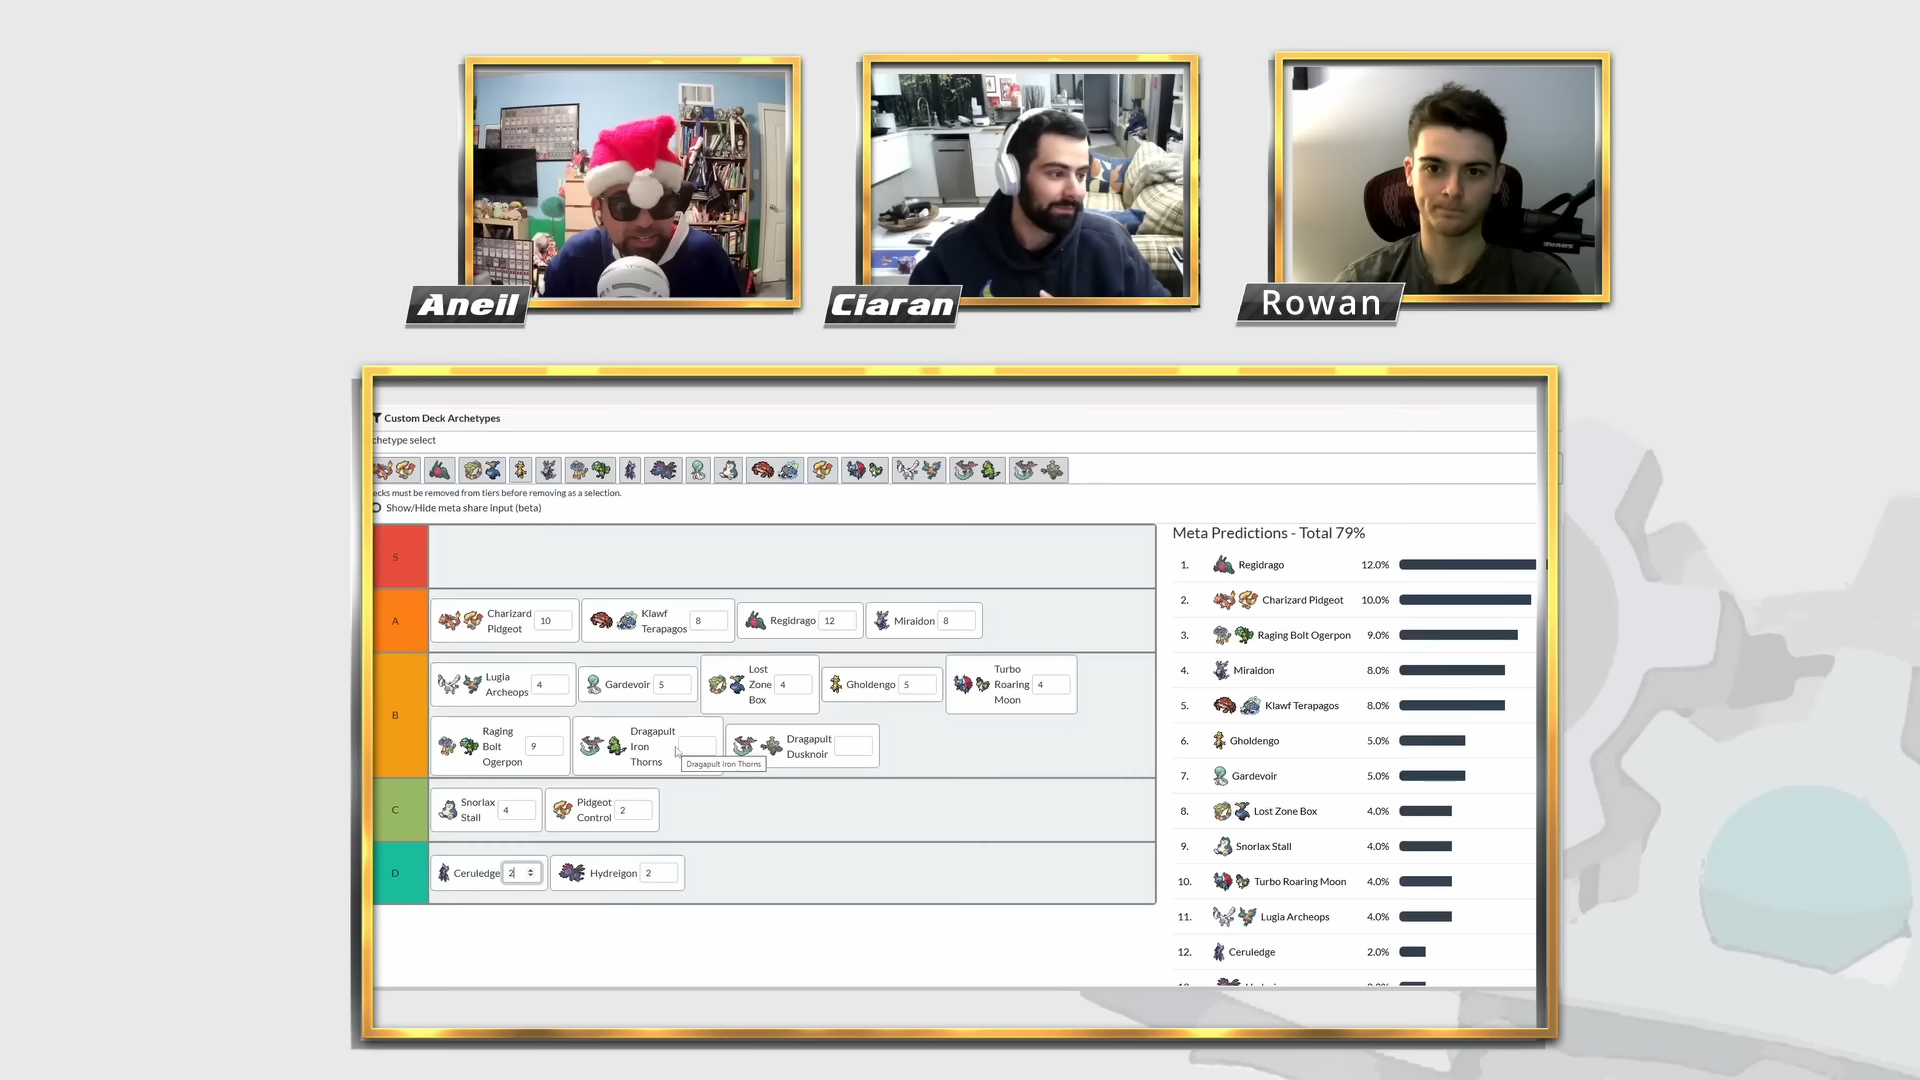 Aneil
Ciaran
Rowan
Custom Deck Archetypes
chetype select
ecks must be removed from tiers before removing as a selection.
Show/Hide meta share input (beta)
S
A
Charizard
Pidgeot
10
Klawf
Terapagos
8
Regidrago
12
Miraidon
8
B
Lugia
Archeops
4
Gardevoir
5
Lost
Zone
Box
4
Gholdengo
5
Turbo
Roaring
Moon
4
Raging
Bolt
Ogerpon
9
Dragapult
Iron
Thorns
Dragapult Iron Thorns
Dragapult
Dusknoir
C
Snorlax
Stall
4
Pidgeot
Control
2
D
Ceruledge
2
Hydreigon
2
Meta Predictions - Total 79%
1. Regidrago 12.0%
2. Charizard Pidgeot 10.0%
3. Raging Bolt Ogerpon 9.0%
4. Miraidon 8.0%
5. Klawf Terapagos 8.0%
6. Gholdengo 5.0%
7. Gardevoir 5.0%
8. Lost Zone Box 4.0%
9. Snorlax Stall 4.0%
10. Turbo Roaring Moon 4.0%
11. Lugia Archeops 4.0%
12. Ceruledge 2.0%